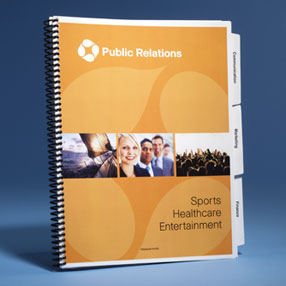 Public Relations
Communication
Marketing
Finance
Sports
Healthcare
Entertainment